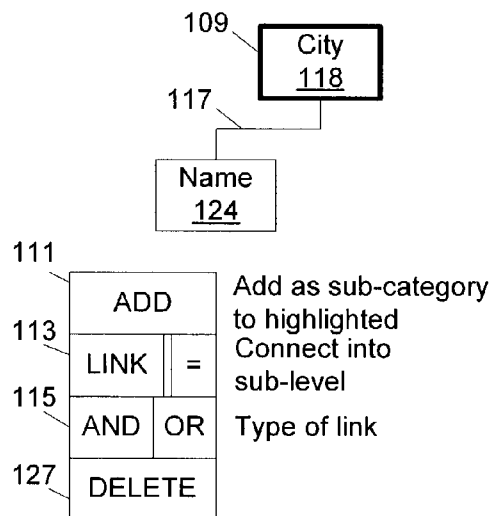 109
City
118
117
Name
124
111
ADD
Add as sub-category
to highlighted
113
LINK
=
Connect into
sub-level
115
AND
OR
Type of link
127
DELETE